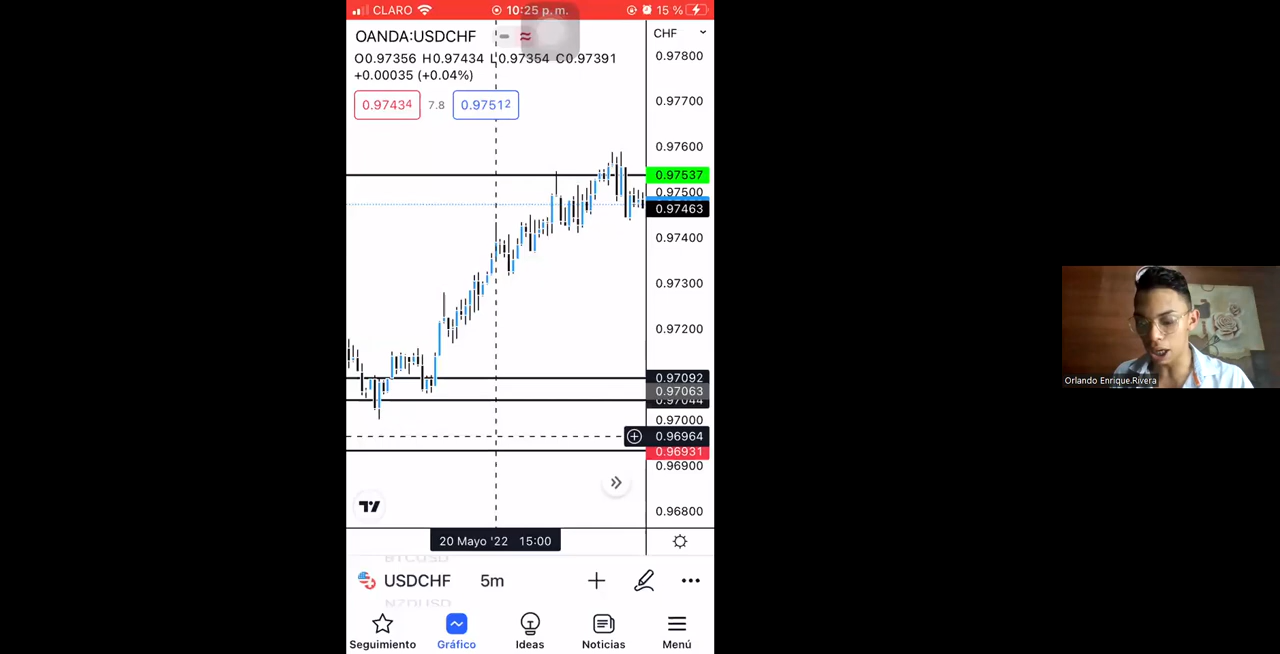 CLARO 10:25 p. m. 15 %
OANDA:USDCHF
CHF
O0.97356 H0.97434 L0.97354 C0.97391
+0.00035 (+0.04%)
0.97434 7.8 0.97512
0.97800
0.97700
0.97600
0.97537
0.97500
0.97463
0.97400
0.97300
0.97200
0.97092
0.97063
0.97044
0.97000
0.96964
0.96931
0.96900
0.96800
20 Mayo '22 15:00
BTCUSD
USDCHF 5m
NZDUSD
Seguimiento Gráfico Ideas Noticias Menú
Orlando Enrique.Rivera